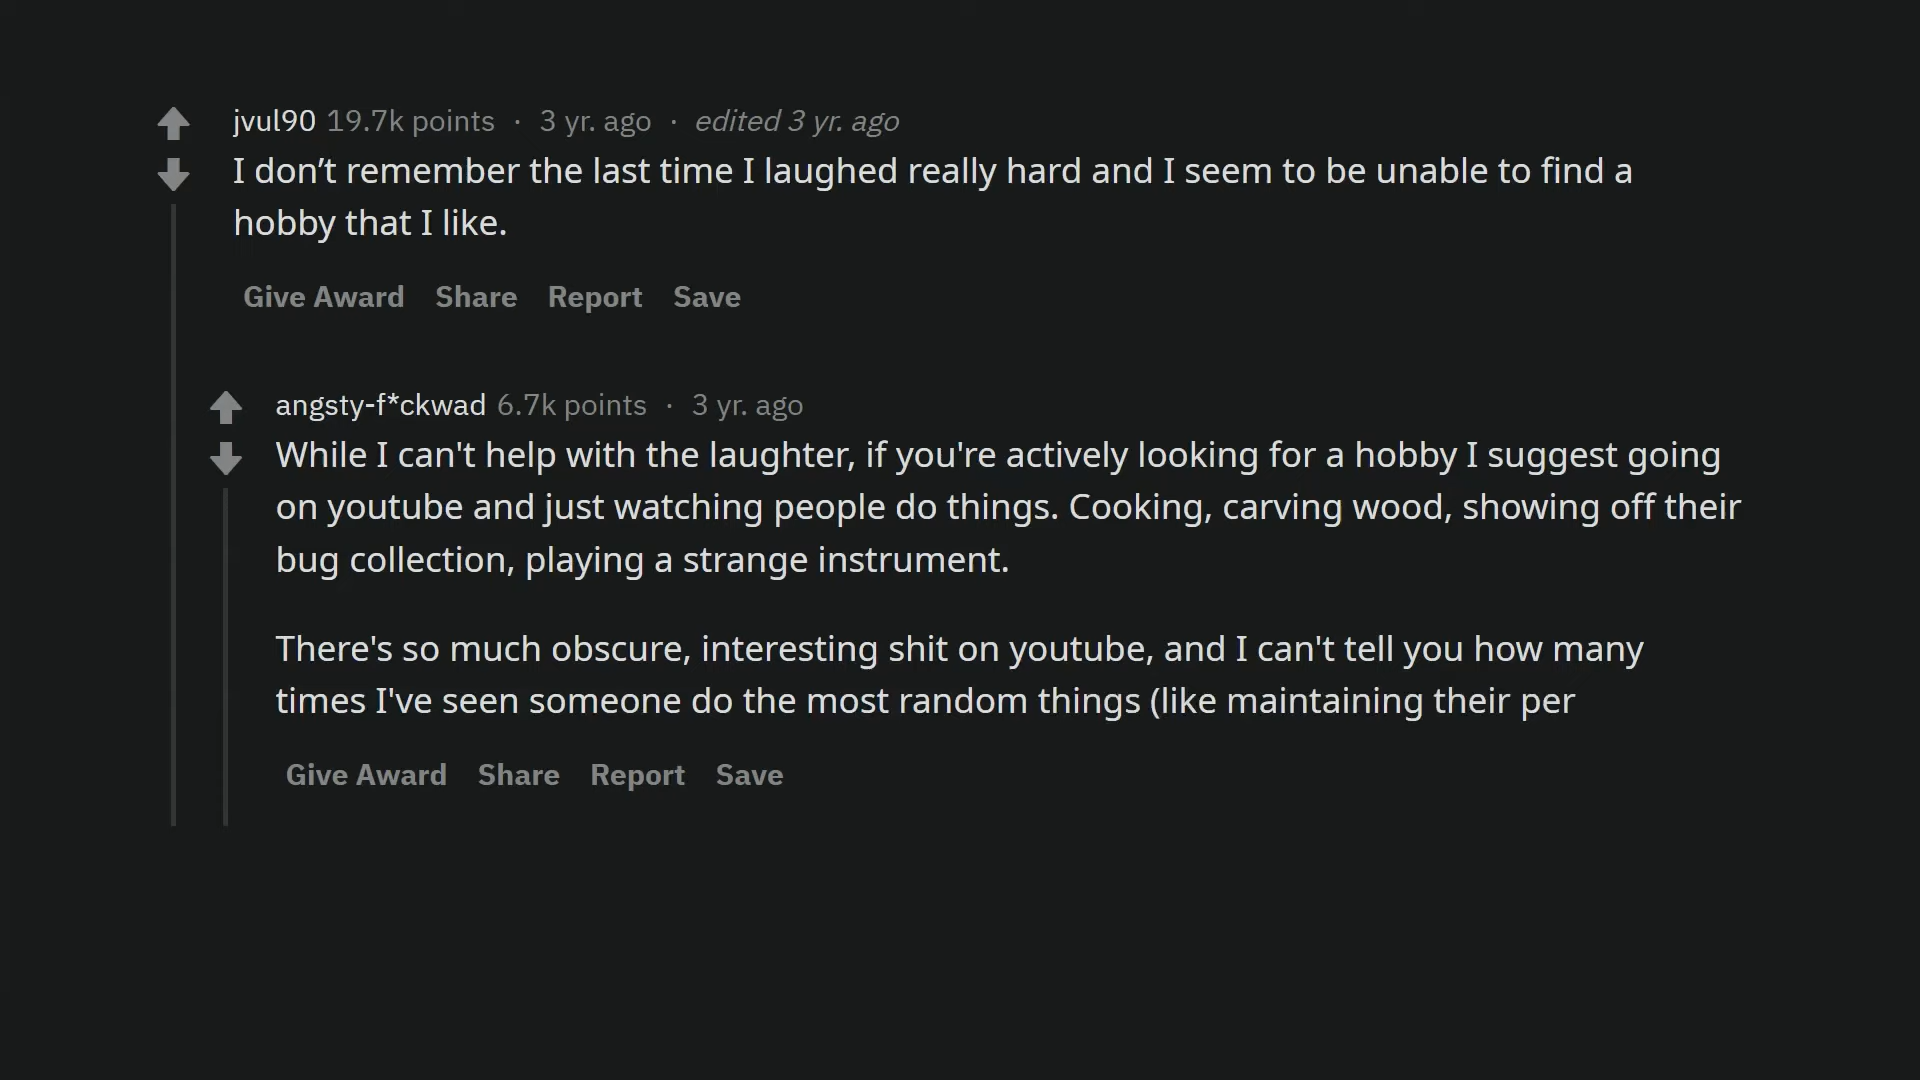 jvul90 19.7k points · 3 yr. ago · edited 3 yr. ago
I don’t remember the last time I laughed really hard and I seem to be unable to find a
hobby that I like.
Give Award Share Report Save
angsty-f*ckwad 6.7k points · 3 yr. ago
While I can't help with the laughter, if you're actively looking for a hobby I suggest going
on youtube and just watching people do things. Cooking, carving wood, showing off their
bug collection, playing a strange instrument.
There's so much obscure, interesting shit on youtube, and I can't tell you how many
times I've seen someone do the most random things (like maintaining their per
Give Award Share Report Save